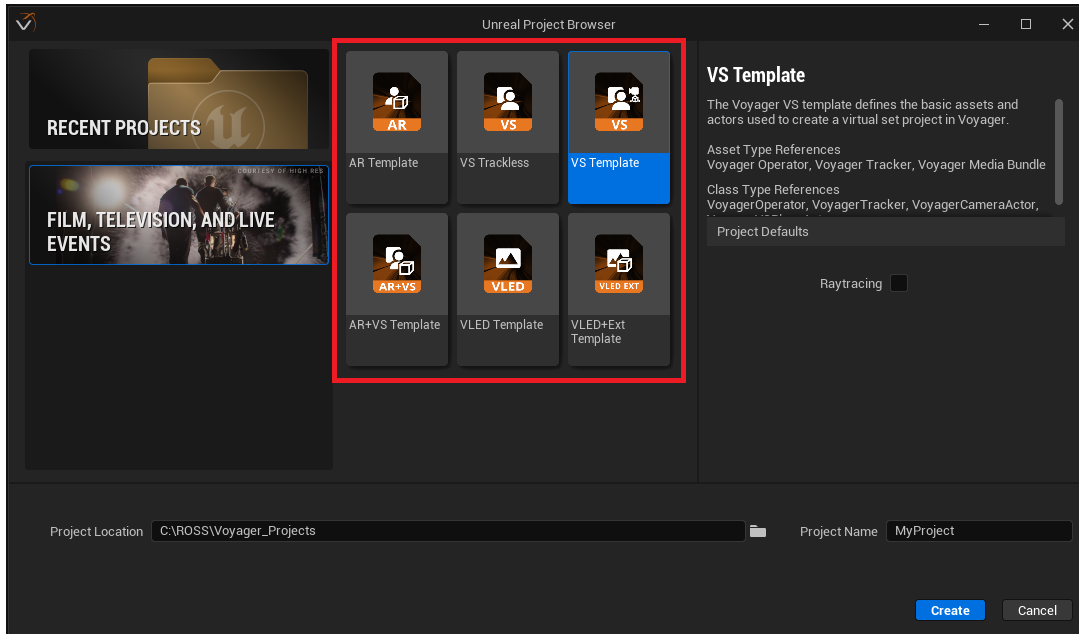 Unreal Project Browser
RECENT PROJECTS
COURTESY OF HIGH RES
FILM, TELEVISION, AND LIVE
EVENTS
AR
AR Template
VS
VS Trackless
VS
VS Template
AR+VS
AR+VS Template
VLED
VLED Template
VLED EXT
VLED+Ext
Template
VS Template
The Voyager VS template defines the basic assets and
actors used to create a virtual set project in Voyager.
Asset Type References
Voyager Operator, Voyager Tracker, Voyager Media Bundle
Class Type References
VoyagerOperator, VoyagerTracker, VoyagerCameraActor,
Project Defaults
Raytracing
Project Location
C:\ROSS\Voyager_Projects
Project Name
MyProject
Create
Cancel